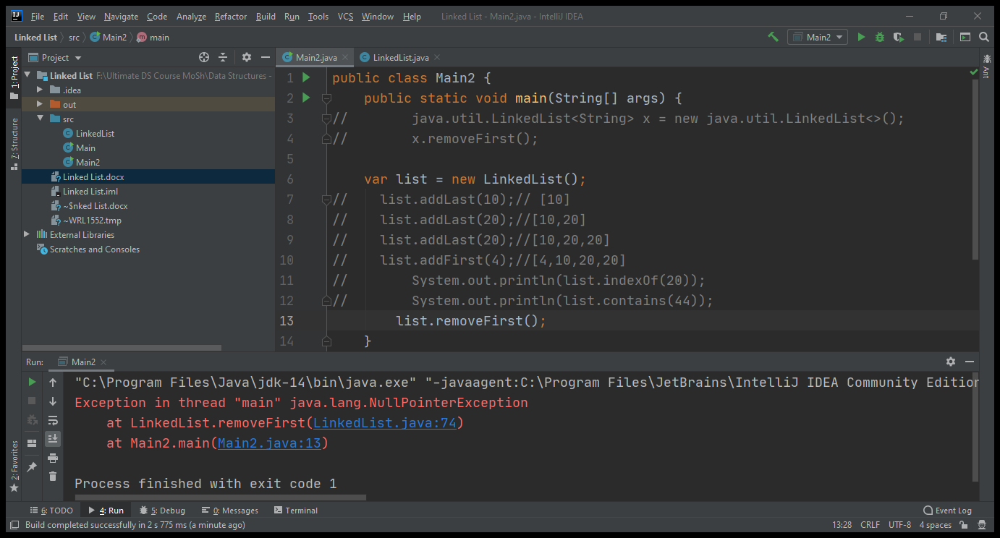 File Edit View Navigate Code Analyze Refactor Build Run Tools VCS Window Help Linked List - Main2.java - IntelliJ IDEA
Linked List src Main2 main Main2
1: Project
7: Structure
2: Favorites
Project
Linked List F:\Ultimate DS Course MoSh\Data Structures -
.idea
out
src
LinkedList
Main
Main2
Linked List.docx
Linked List.iml
~$nked List.docx
~WRL1552.tmp
External Libraries
Scratches and Consoles
Main2.java LinkedList.java
Ant
1 public class Main2 {
2 public static void main(String[] args) {
3 // java.util.LinkedList<String> x = new java.util.LinkedList<>();
4 // x.removeFirst();
5
6 var list = new LinkedList();
7 // list.addLast(10);// [10]
8 // list.addLast(20);//[10,20]
9 // list.addLast(20);//[10,20,20]
10 // list.addFirst(4);//[4,10,20,20]
11 // System.out.println(list.indexOf(20));
12 // System.out.println(list.contains(44));
13 list.removeFirst();
14 }
Run: Main2
"C:\Program Files\Java\jdk-14\bin\java.exe" "-javaagent:C:\Program Files\JetBrains\IntelliJ IDEA Community Edition
Exception in thread "main" java.lang.NullPointerException
at LinkedList.removeFirst(LinkedList.java:74)
at Main2.main(Main2.java:13)
Process finished with exit code 1
6: TODO 4: Run 5: Debug 0: Messages Terminal Event Log
Build completed successfully in 2 s 775 ms (a minute ago) 13:28 CRLF UTF-8 4 spaces